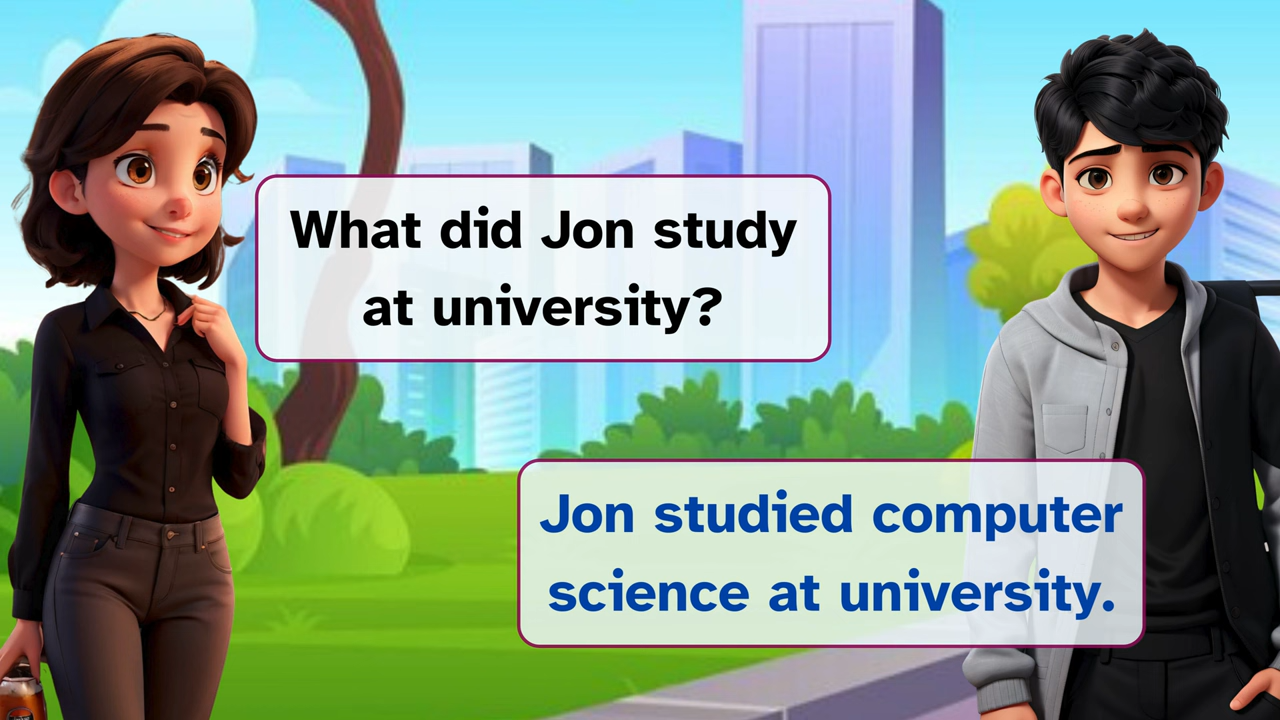 What did Jon study
at university?
Jon studied computer
science at university.